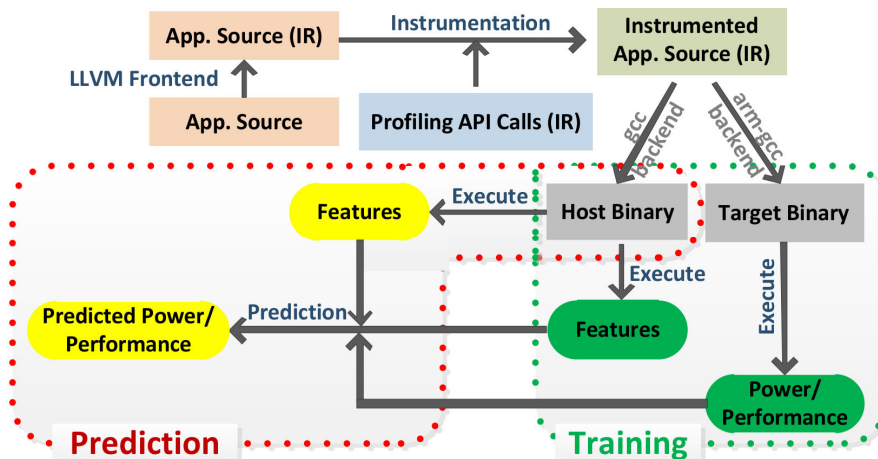 App. Source (IR)
Instrumentation
Instrumented
App. Source (IR)
LLVM Frontend
App. Source
Profiling API Calls (IR)
gcc
backend
arm-gcc
backend
Features
Execute
Host Binary
Target Binary
Execute
Execute
Predicted Power/
Performance
Prediction
Features
Power/
Performance
Prediction
Training